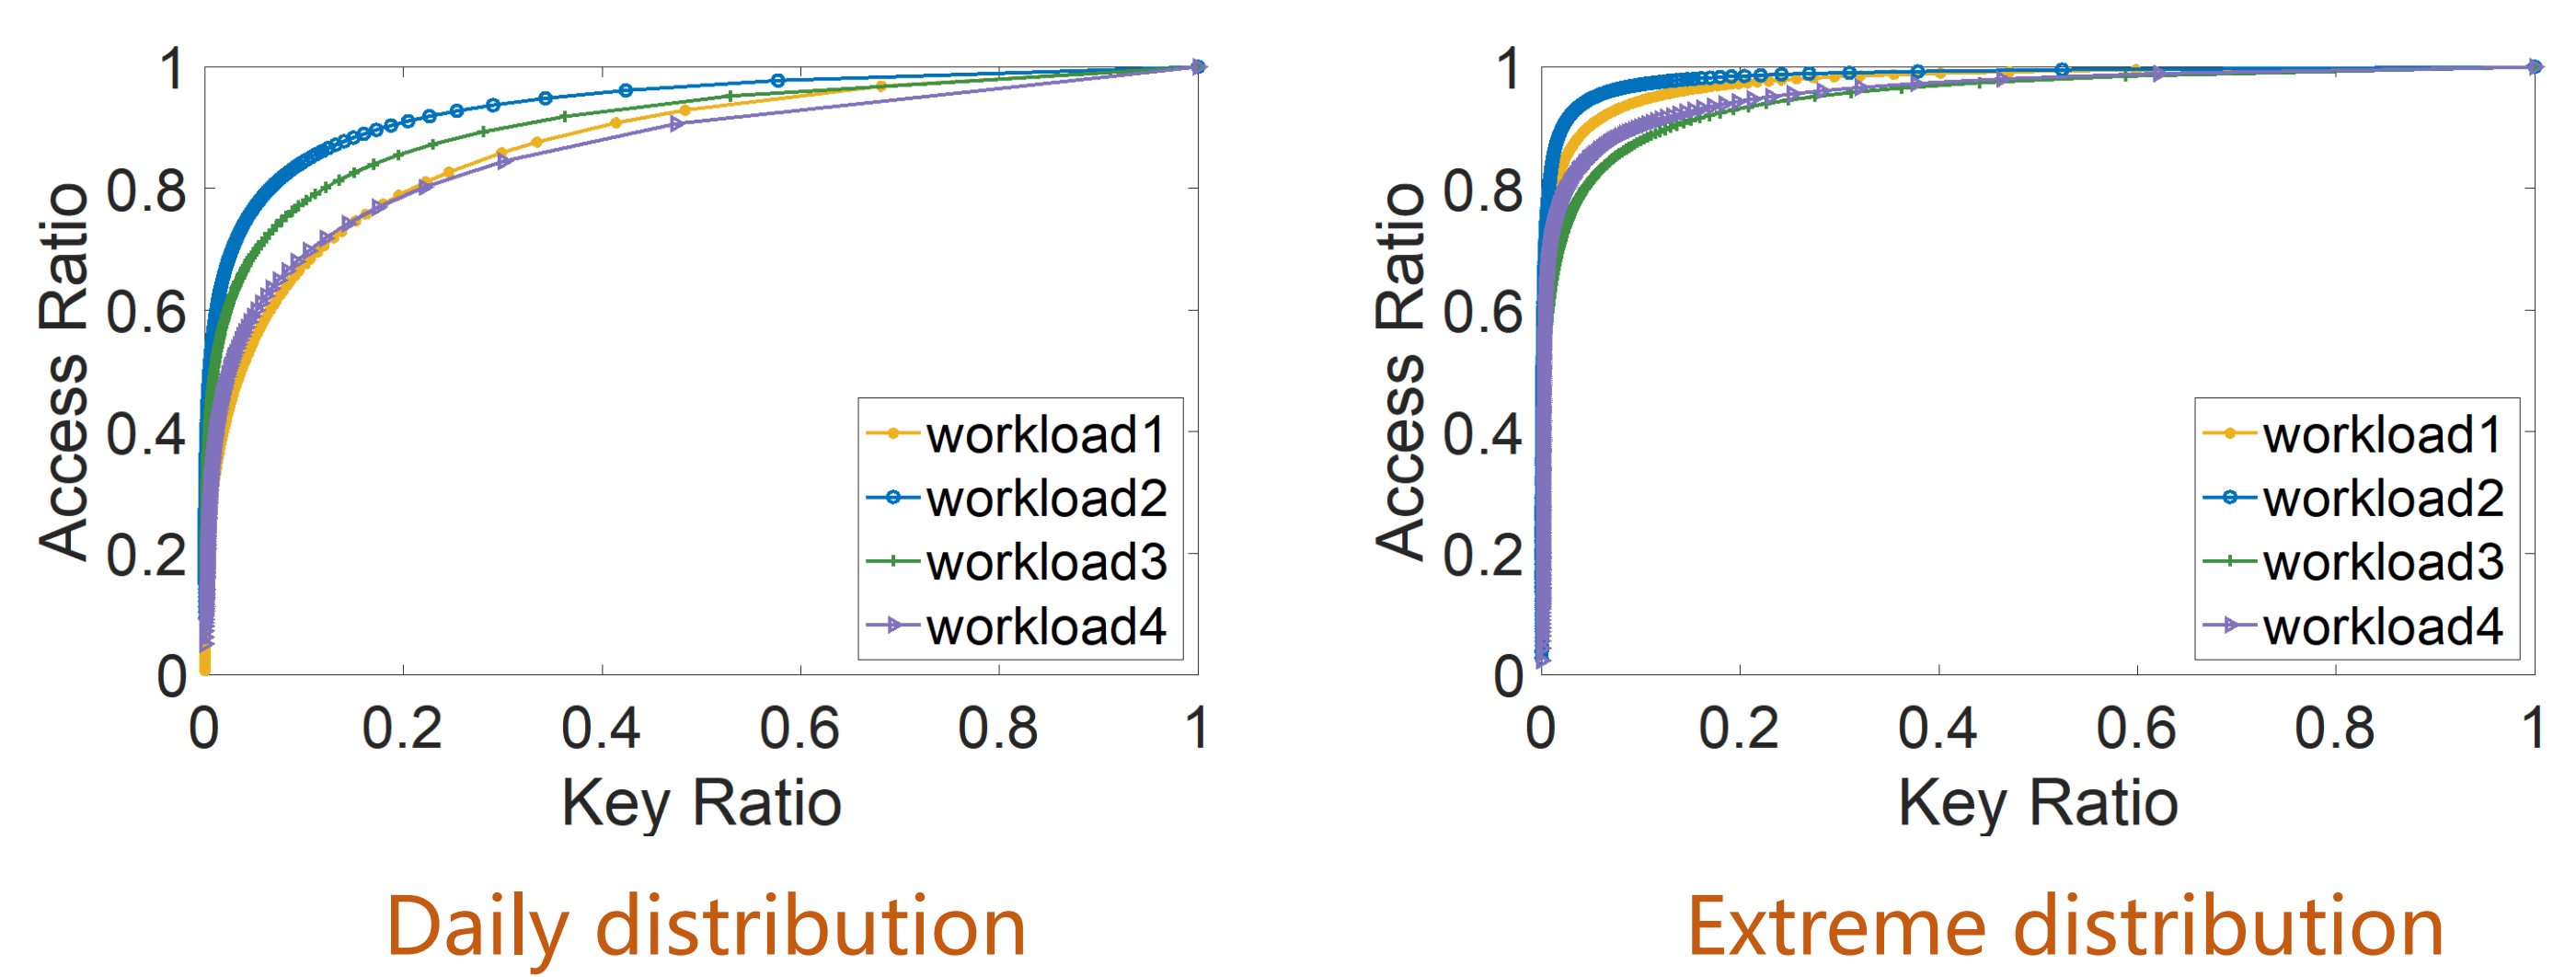 1
0.8
0.6
0.4
0.2
0
Access Ratio
0 0.2 0.4 0.6 0.8 1
Key Ratio
workload1
workload2
workload3
workload4
Daily distribution
1
0.8
0.6
0.4
0.2
0
Access Ratio
0 0.2 0.4 0.6 0.8 1
Key Ratio
workload1
workload2
workload3
workload4
Extreme distribution